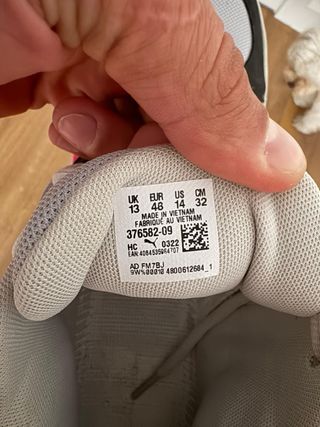 UK EUR US CM
13 48 14 32
MADE IN VIETNAM
FABRIQUE AU VIETNAM
376582-09
HC 0322
AD FM7BJ